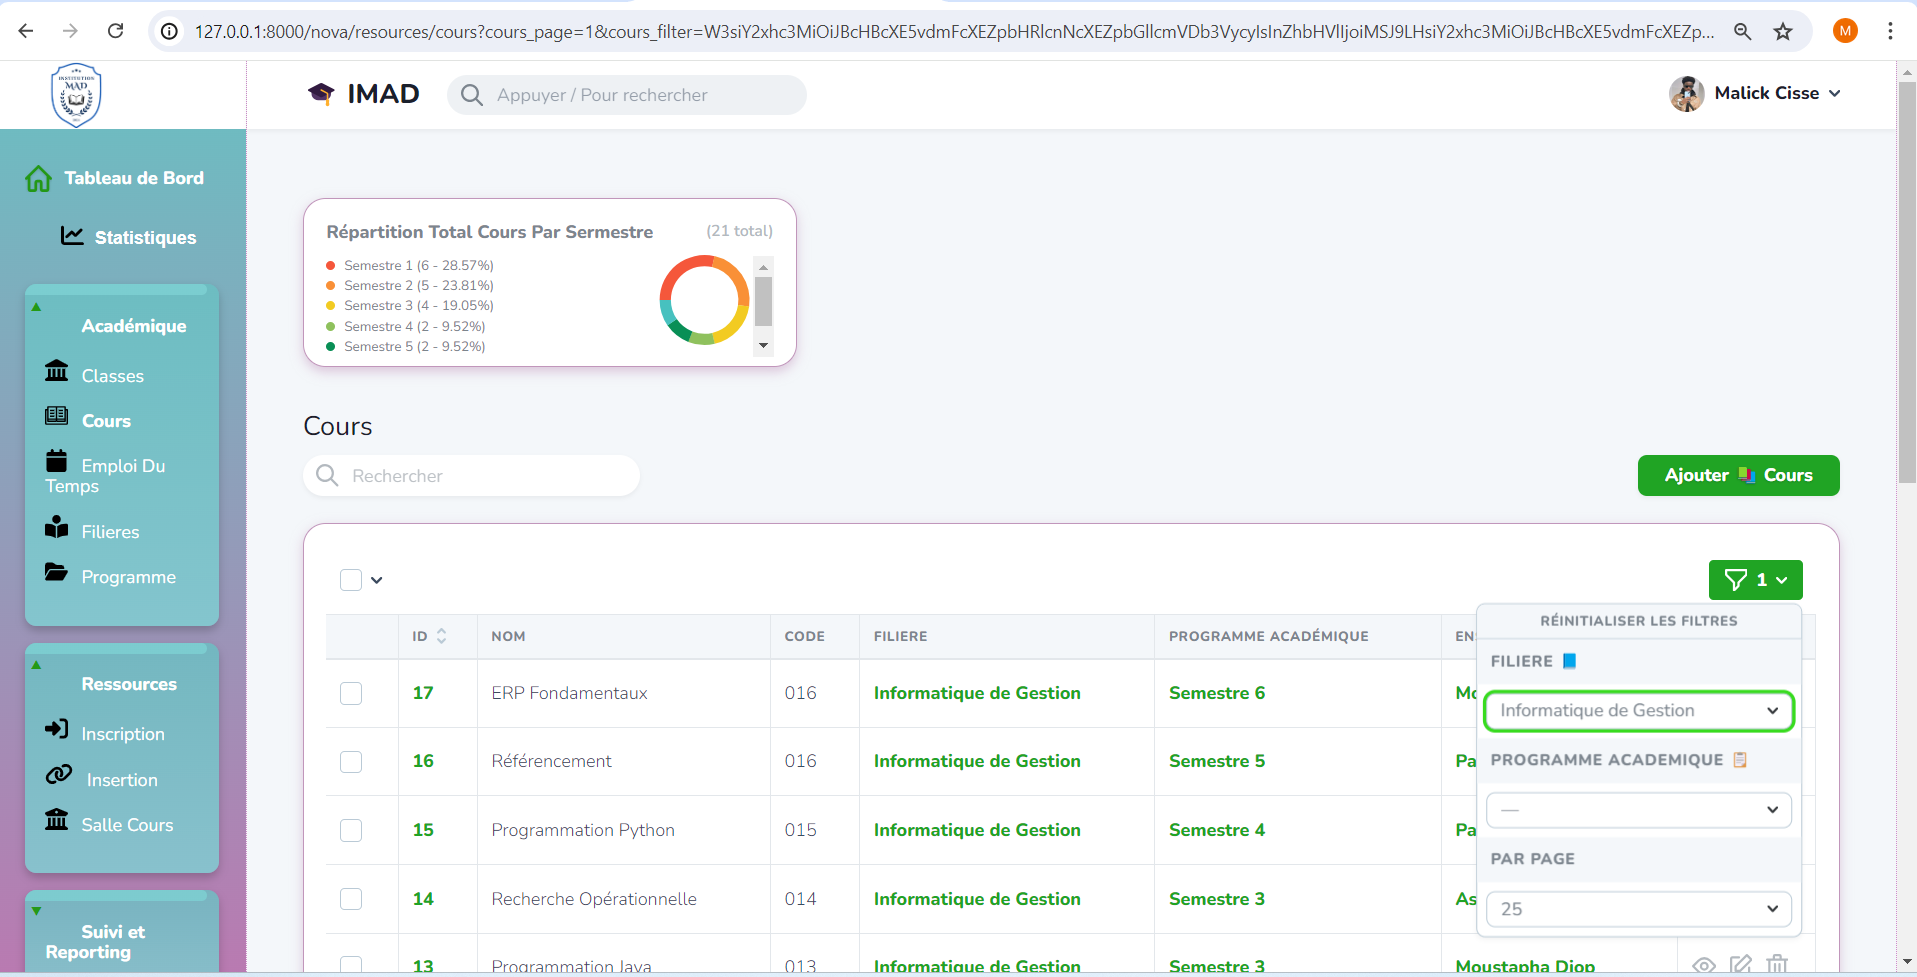 127.0.0.1:8000/nova/resources/cours?cours_page=1&cours_filter=W3siY2xhc3MiOiJBcHBcXE5vdmFcXEZpbHRlcnNcXEZpbGllcmVDb3VycyIsInZhbHVlIjoiMSJ9LHsiY2xhc3MiOiJBcHBcXE5vdmFcXEZp...
M
INSTITUTION
MAD
IMAD
Appuyer / Pour rechercher
Malick Cisse
Tableau de Bord
Statistiques
Répartition Total Cours Par Sermestre
(21 total)
Semestre 1 (6 - 28.57%)
Semestre 2 (5 - 23.81%)
Semestre 3 (4 - 19.05%)
Semestre 4 (2 - 9.52%)
Semestre 5 (2 - 9.52%)
Académique
Classes
Cours
Emploi Du
Temps
Filieres
Programme
Ressources
Inscription
Insertion
Salle Cours
Suivi et
Reporting
Cours
Rechercher
Ajouter Cours
1
ID NOM CODE FILIERE PROGRAMME ACADÉMIQUE EN
17 ERP Fondamentaux 016 Informatique de Gestion Semestre 6 Mo
16 Référencement 016 Informatique de Gestion Semestre 5 Pa
15 Programmation Python 015 Informatique de Gestion Semestre 4 Pa
14 Recherche Opérationnelle 014 Informatique de Gestion Semestre 3 As
13 Programmation Java 013 Informatique de Gestion Semestre 3 Moustapha Diop
RÉINITIALISER LES FILTRES
FILIERE
Informatique de Gestion
PROGRAMME ACADEMIQUE
—
PAR PAGE
25